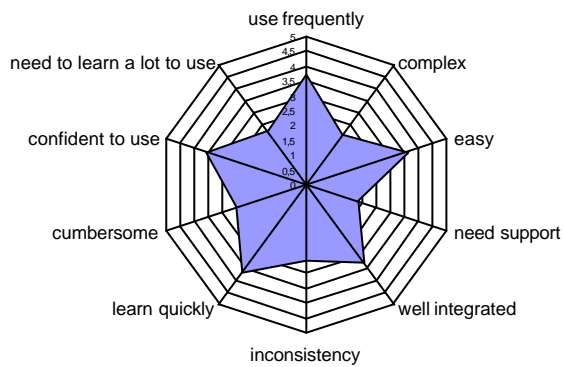 use frequently
complex
easy
need support
well integrated
inconsistency
learn quickly
cumbersome
confident to use
need to learn a lot to use
5
4,5
4
3,5
3
2,5
2
1,5
1
0,5
0